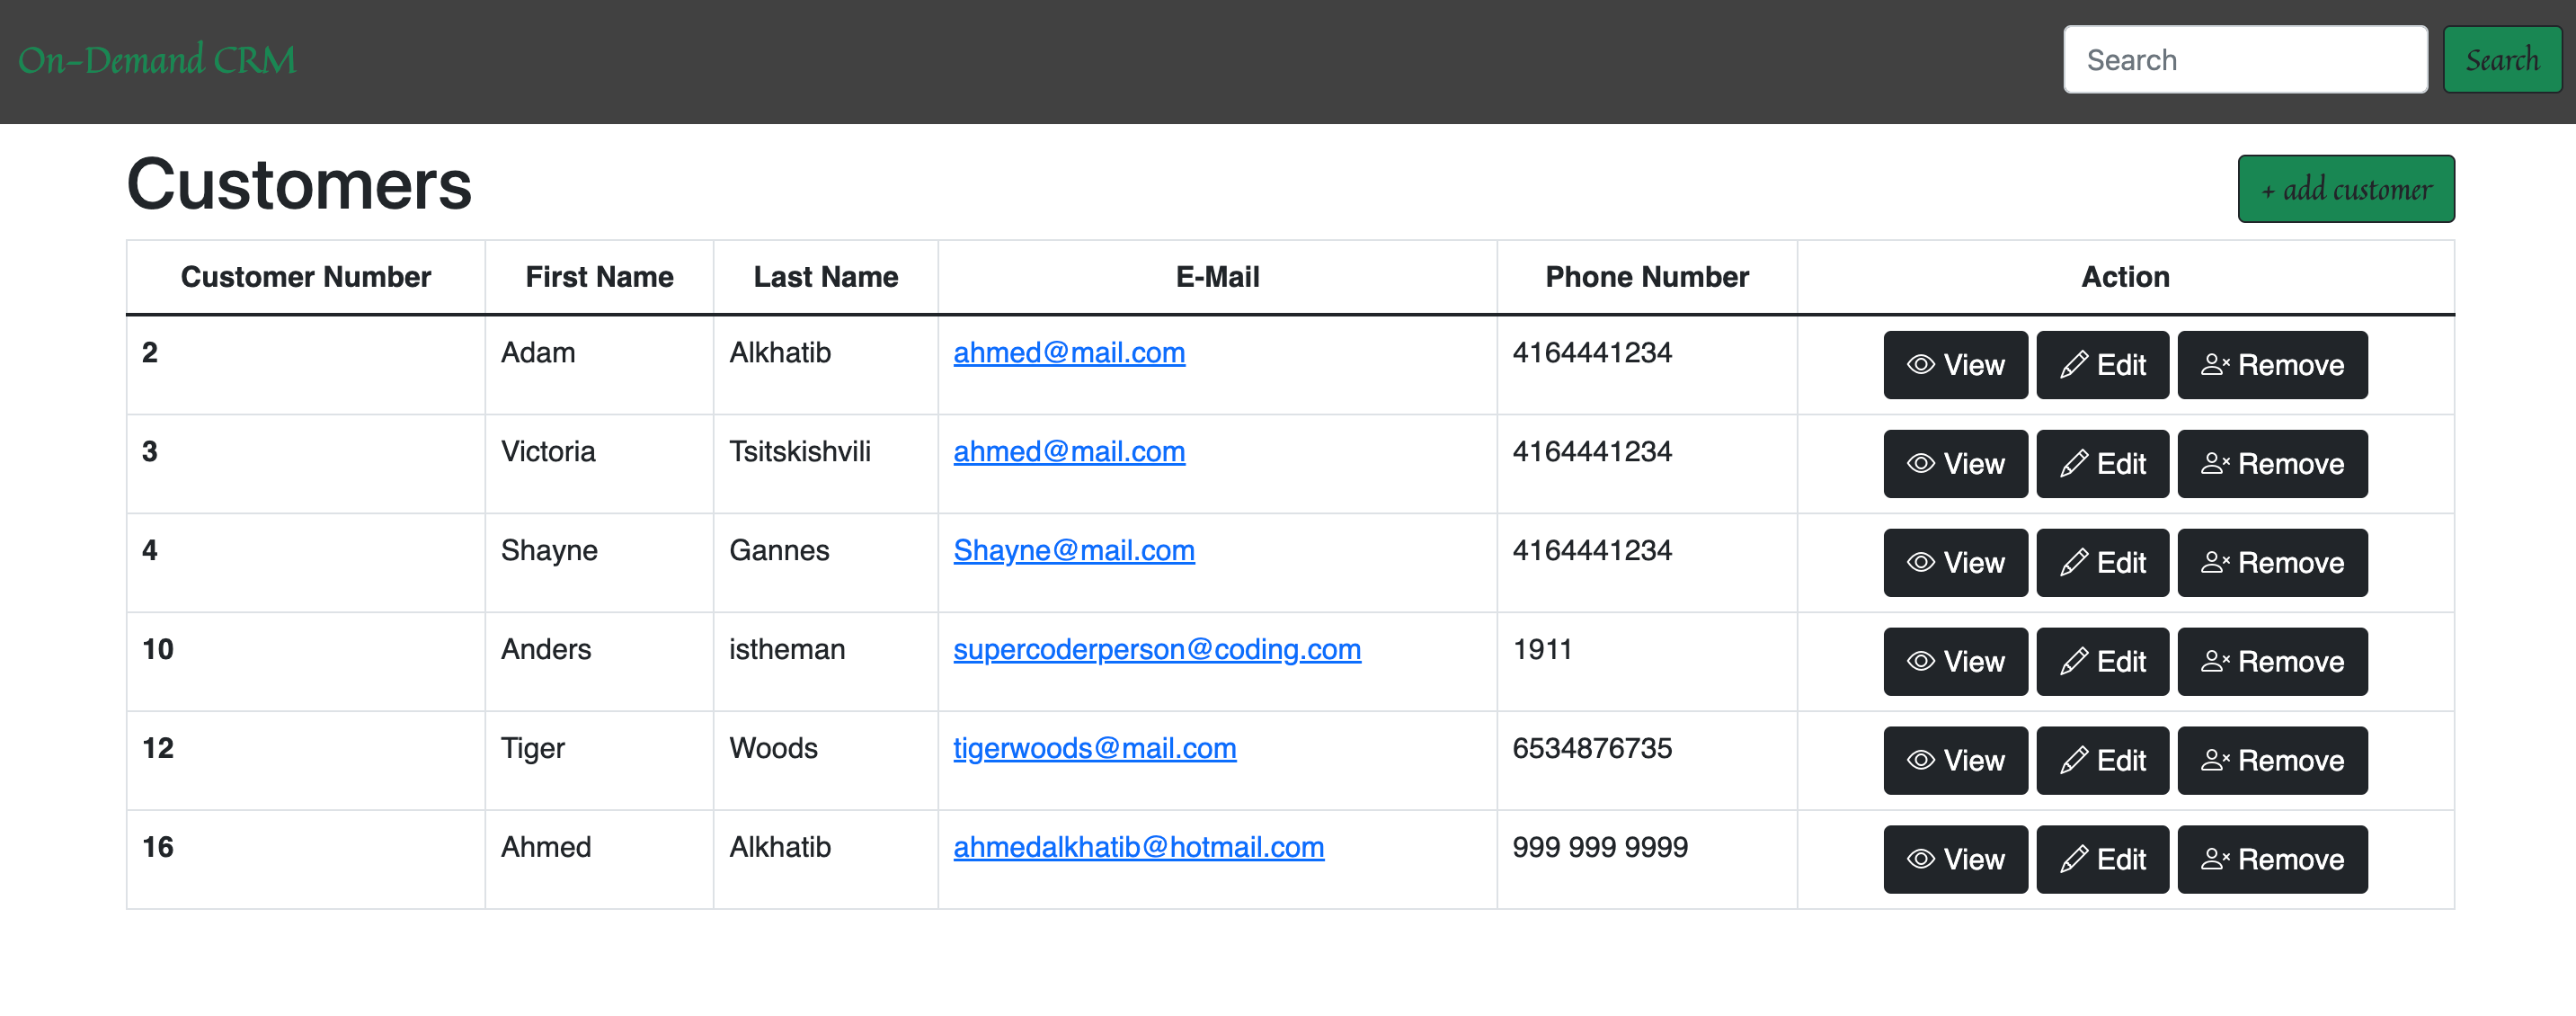 On-Demand CRM Search Search
Customers + add customer
Customer Number First Name Last Name E-Mail Phone Number Action
2 Adam Alkhatib ahmed@mail.com 4164441234 View Edit Remove
3 Victoria Tsitskishvili ahmed@mail.com 4164441234 View Edit Remove
4 Shayne Gannes Shayne@mail.com 4164441234 View Edit Remove
10 Anders istheman supercoderperson@coding.com 1911 View Edit Remove
12 Tiger Woods tigerwoods@mail.com 6534876735 View Edit Remove
16 Ahmed Alkhatib ahmedalkhatib@hotmail.com 999 999 9999 View Edit Remove